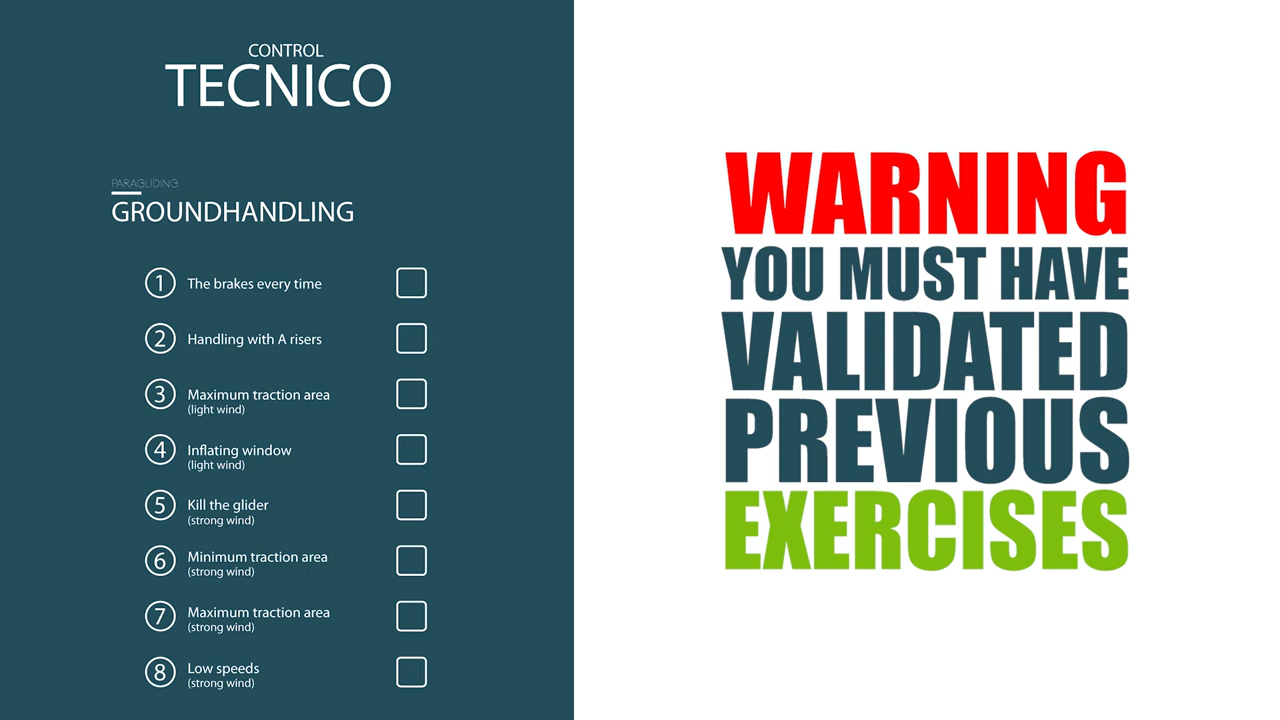 CONTROL
TECNICO
PARAGLIDING
GROUNDHANDLING
1 The brakes every time
2 Handling with A risers
3 Maximum traction area
(light wind)
4 Inflating window
(light wind)
5 Kill the glider
(strong wind)
6 Minimum traction area
(strong wind)
7 Maximum traction area
(strong wind)
8 Low speeds
(strong wind)
WARNING
YOU MUST HAVE
VALIDATED
PREVIOUS
EXERCISES